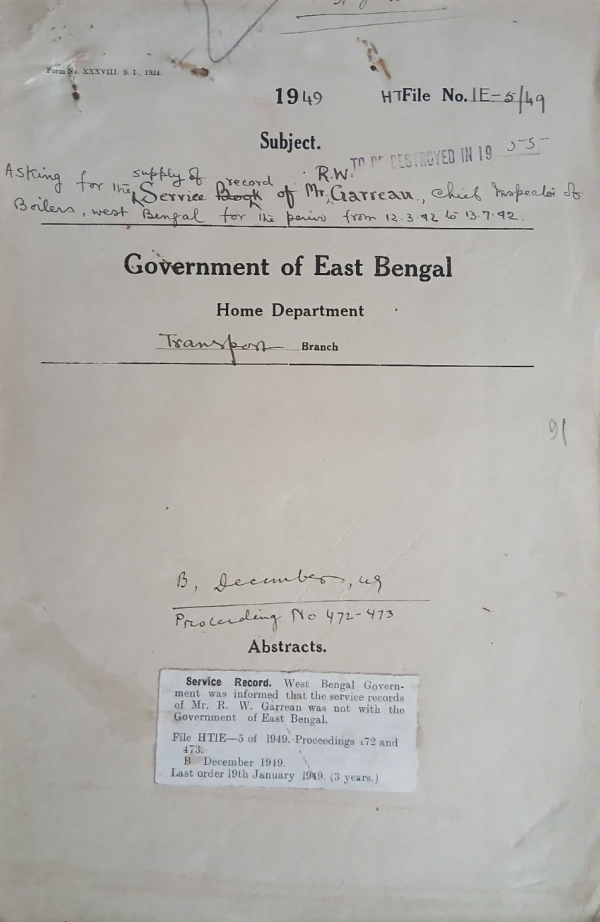 Form No. XXXVIII. S. I., 1924.
1949 HTFile No. 1E-5/49
Subject.
TO BE DESTROYED IN 19
Asking for the supply of Service Book record of Mr. R.W. Garreau, Chief Inspector of
Boilers, west Bengal for the period from 12.3.42 to 13.7.42.
Government of East Bengal
Home Department
Transport Branch
91
B, December, 49
Proceeding No 472-473
Abstracts.
Service Record. West Bengal Govern-
ment was informed that the service records
of Mr. R. W. Garrean was not with the
Government of East Bengal.
File HTIE—5 of 1949. Proceedings 472 and
473.
B December 1949.
Last order 19th January 1949. (3 years.)